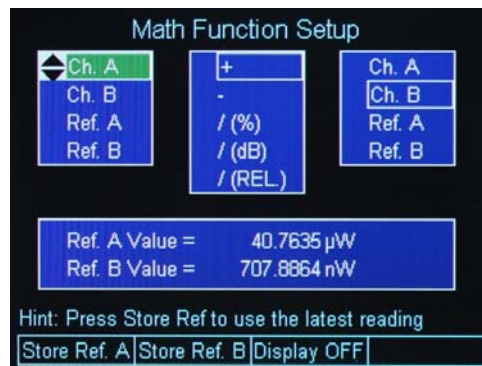 Math Function Setup
Ch. A + Ch. A
Ch. B - Ch. B
Ref. A / (%) Ref. A
Ref. B / (dB) Ref. B
/ (REL.)
Ref. A Value = 40.7635 µW
Ref. B Value = 707.8864 nW
Hint: Press Store Ref to use the latest reading
Store Ref. A Store Ref. B Display OFF